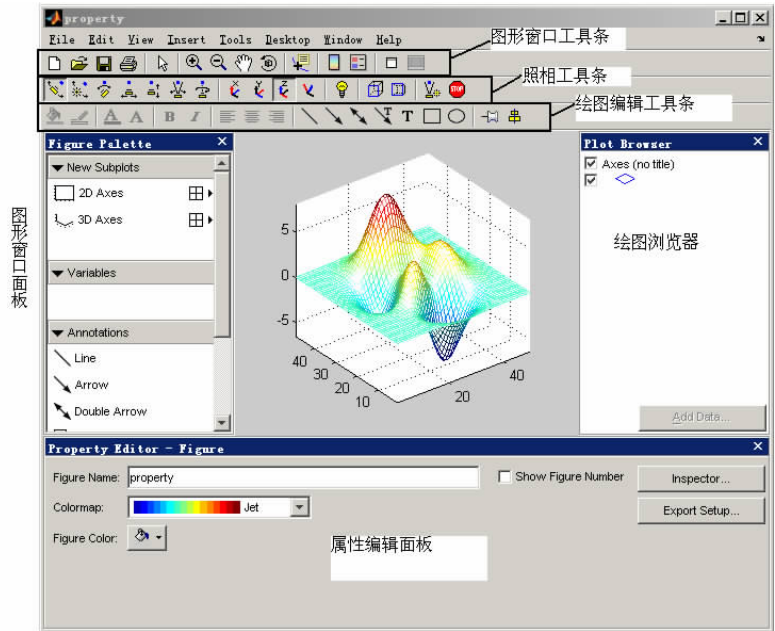 property
File Edit View Insert Tools Desktop Window Help
图形窗口工具条
照相工具条
绘图编辑工具条
STOP
A A B I T T
Figure Palette
New Subplots
2D Axes
3D Axes
Variables
Annotations
Line
Arrow
Double Arrow
图形窗口面板
5
0
-5
40
30
20
10
20
40
Plot Browser
Axes (no title)
绘图浏览器
Add Data...
Property Editor - Figure
Figure Name: property
Show Figure Number
Inspector...
Colormap: Jet
Export Setup...
Figure Color:
属性编辑面板